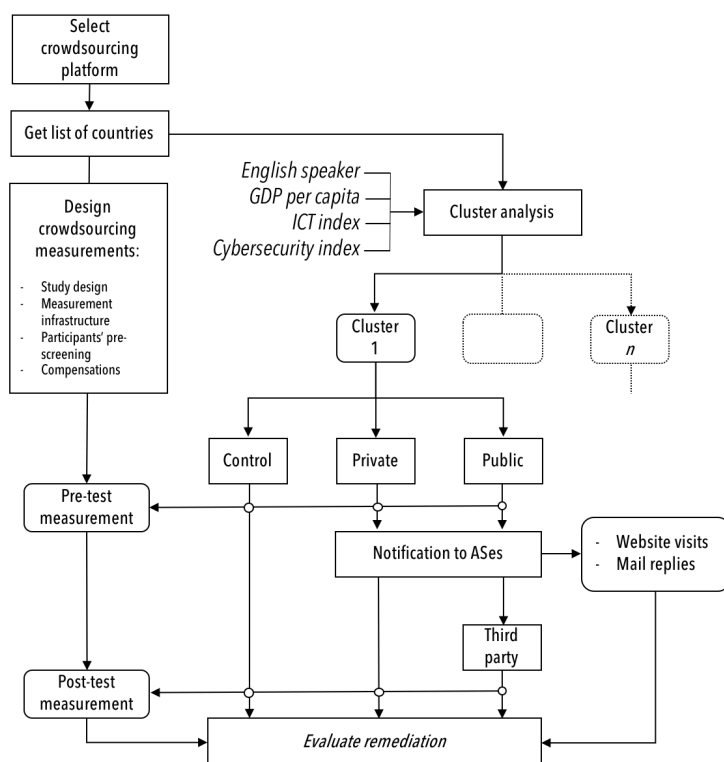 Select
crowdsourcing
platform
Get list of countries
English speaker
GDP per capita
ICT index
Cybersecurity index
Cluster analysis
Design
crowdsourcing
measurements:
- Study design
- Measurement
infrastructure
- Participants' pre-
screening
- Compensations
Cluster
1
Cluster
n
Control
Private
Public
Pre-test
measurement
Notification to ASes
- Website visits
- Mail replies
Third
party
Post-test
measurement
Evaluate remediation